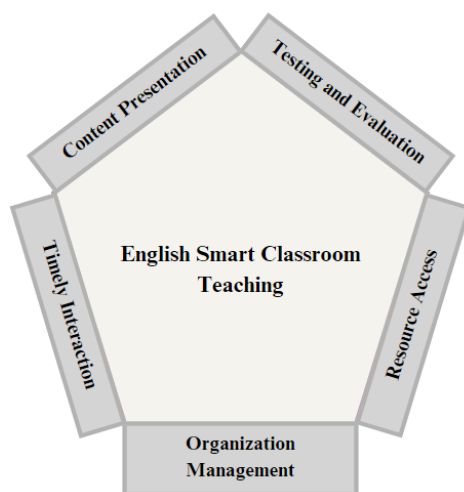 Content Presentation
Testing and Evaluation
Timely Interaction
English Smart Classroom
Teaching
Resource Access
Organization
Management